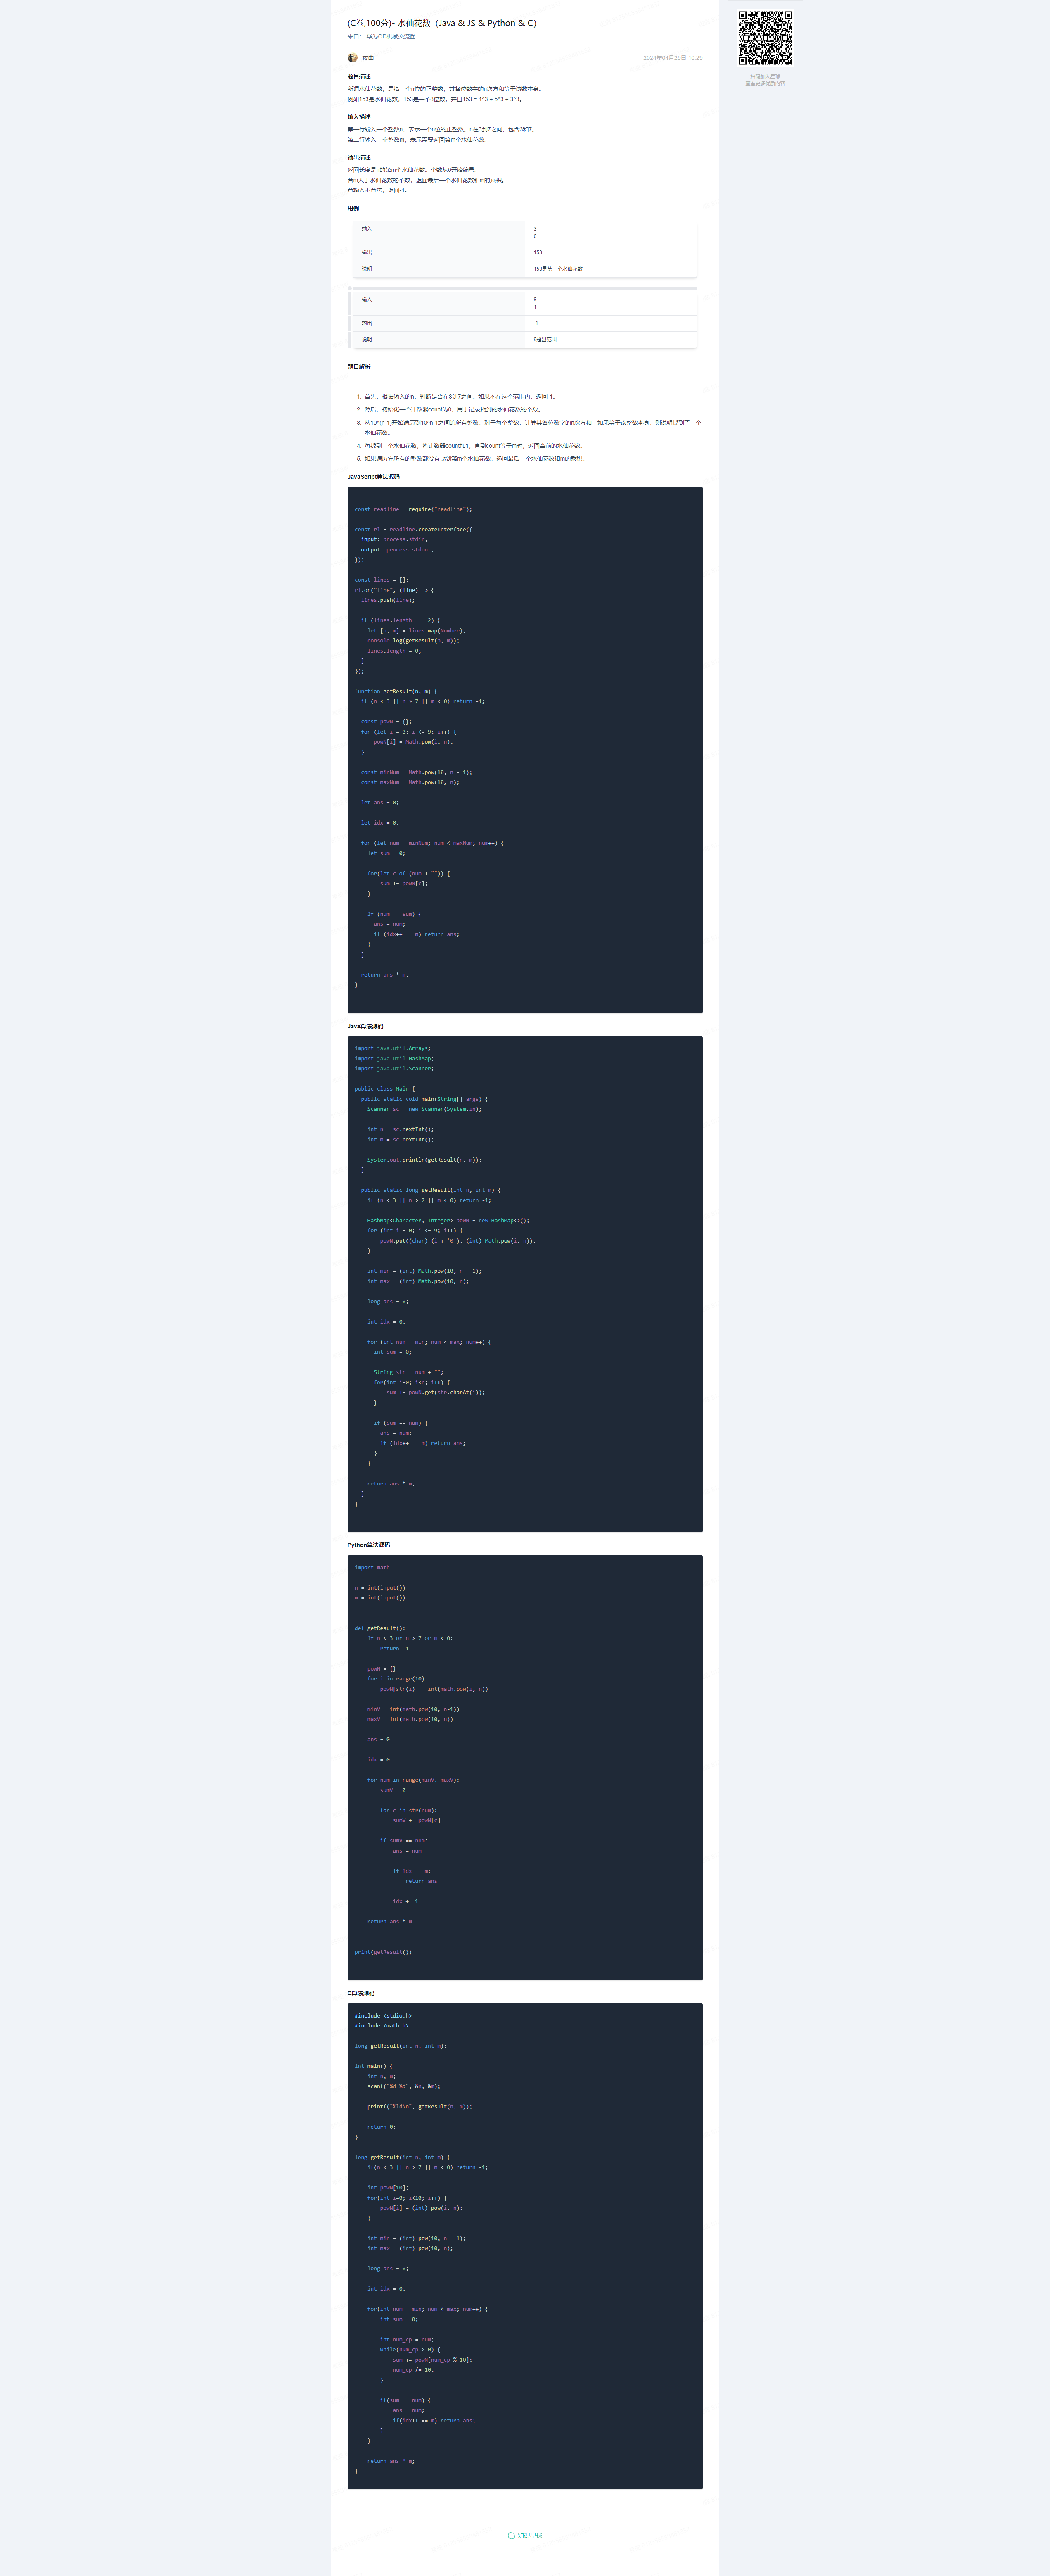 (C卷,100分)- 水仙花数（Java & JS & Python & C）
来自： 华为OD机试交流圈
夜曲
2024年04月29日 10:29
扫码加入星球
查看更多优质内容
题目描述
所谓水仙花数，是指一个n位的正整数，其各位数字的n次方和等于该数本身。
例如153是水仙花数，153是一个3位数，并且153 = 1^3 + 5^3 + 3^3。
输入描述
第一行输入一个整数n，表示一个n位的正整数。n在3到7之间，包含3和7。
第二行输入一个整数m，表示需要返回第m个水仙花数。
输出描述
返回长度是n的第m个水仙花数。个数从0开始编号。
若m大于水仙花数的个数，返回最后一个水仙花数和m的乘积。
若输入不合法，返回-1。
用例
输入
3
0
输出
153
说明
153是第一个水仙花数
输入
9
1
输出
-1
说明
9超出范围
题目解析
1. 首先，根据输入的n，判断是否在3到7之间。如果不在这个范围内，返回-1。
2. 然后，初始化一个计数器count为0，用于记录找到的水仙花数的个数。
3. 从10^(n-1)开始遍历到10^n-1之间的所有整数，对于每个整数，计算其各位数字的n次方和，如果等于该整数本身，则说明找到了一个
水仙花数。
4. 每找到一个水仙花数，将计数器count加1，直到count等于m时，返回当前的水仙花数。
5. 如果遍历完所有的整数都没有找到第m个水仙花数，返回最后一个水仙花数和m的乘积。
JavaScript算法源码
const readline = require("readline");
const rl = readline.createInterface({
input: process.stdin,
output: process.stdout,
});
const lines = [];
rl.on("line", (line) => {
lines.push(line);
if (lines.length === 2) {
let [n, m] = lines.map(Number);
console.log(getResult(n, m));
lines.length = 0;
}
});
function getResult(n, m) {
if (n < 3 || n > 7 || m < 0) return -1;
const powN = {};
for (let i = 0; i <= 9; i++) {
powN[i] = Math.pow(i, n);
}
const minNum = Math.pow(10, n - 1);
const maxNum = Math.pow(10, n);
let ans = 0;
let idx = 0;
for (let num = minNum; num < maxNum; num++) {
let sum = 0;
for(let c of (num + "")) {
sum += powN[c];
}
if (num == sum) {
ans = num;
if (idx++ == m) return ans;
}
}
return ans * m;
}
Java算法源码
import java.util.Arrays;
import java.util.HashMap;
import java.util.Scanner;
public class Main {
public static void main(String[] args) {
Scanner sc = new Scanner(System.in);
int n = sc.nextInt();
int m = sc.nextInt();
System.out.println(getResult(n, m));
}
public static long getResult(int n, int m) {
if (n < 3 || n > 7 || m < 0) return -1;
HashMap<Character, Integer> powN = new HashMap<>();
for (int i = 0; i <= 9; i++) {
powN.put((char) (i + '0'), (int) Math.pow(i, n));
}
int min = (int) Math.pow(10, n - 1);
int max = (int) Math.pow(10, n);
long ans = 0;
int idx = 0;
for (int num = min; num < max; num++) {
int sum = 0;
String str = num + "";
for(int i=0; i<n; i++) {
sum += powN.get(str.charAt(i));
}
if (sum == num) {
ans = num;
if (idx++ == m) return ans;
}
}
return ans * m;
}
}
Python算法源码
import math
n = int(input())
m = int(input())
def getResult():
if n < 3 or n > 7 or m < 0:
return -1
powN = {}
for i in range(10):
powN[str(i)] = int(math.pow(i, n))
minV = int(math.pow(10, n-1))
maxV = int(math.pow(10, n))
ans = 0
idx = 0
for num in range(minV, maxV):
sumV = 0
for c in str(num):
sumV += powN[c]
if sumV == num:
ans = num
if idx == m:
return ans
idx += 1
return ans * m
print(getResult())
C算法源码
#include <stdio.h>
#include <math.h>
long getResult(int n, int m);
int main() {
int n, m;
scanf("%d %d", &n, &m);
printf("%ld\n", getResult(n, m));
return 0;
}
long getResult(int n, int m) {
if(n < 3 || n > 7 || m < 0) return -1;
int powN[10];
for(int i=0; i<10; i++) {
powN[i] = (int) pow(i, n);
}
int min = (int) pow(10, n - 1);
int max = (int) pow(10, n);
long ans = 0;
int idx = 0;
for(int num = min; num < max; num++) {
int sum = 0;
int num_cp = num;
while(num_cp > 0) {
sum += powN[num_cp % 10];
num_cp /= 10;
}
if(sum == num) {
ans = num;
if(idx++ == m) return ans;
}
}
return ans * m;
}
知识星球